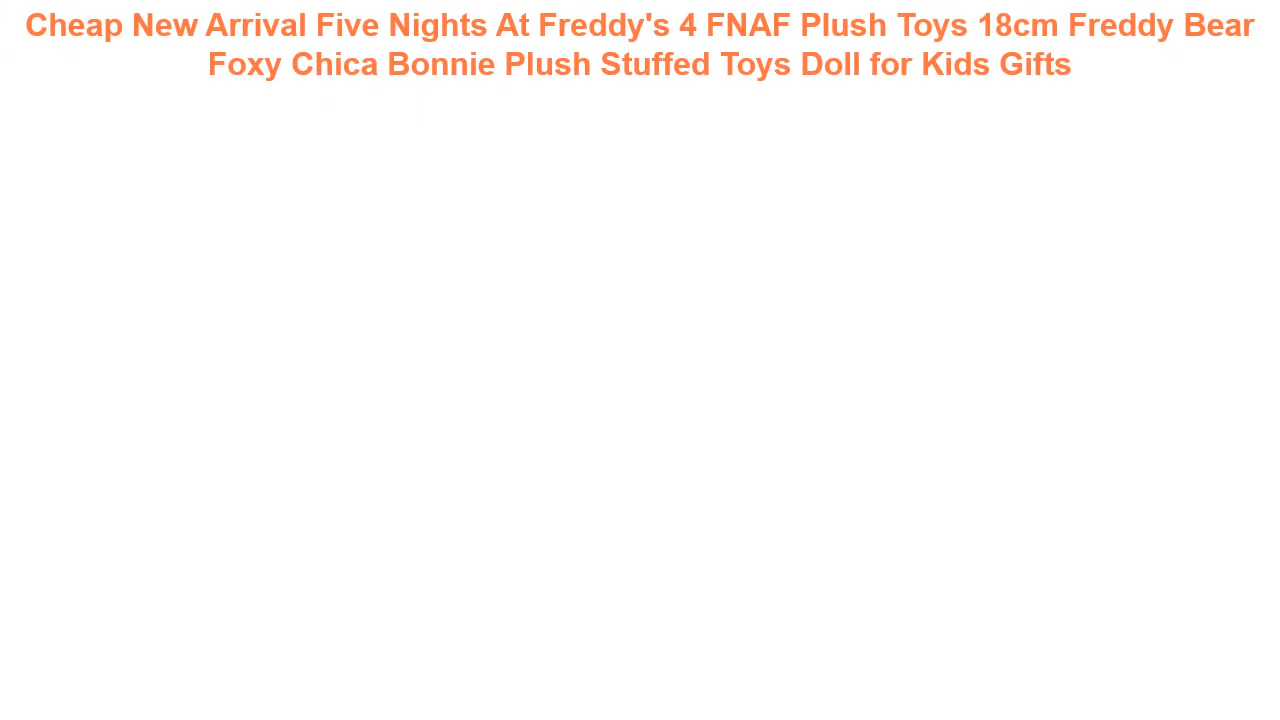 Cheap New Arrival Five Nights At Freddy's 4 FNAF Plush Toys 18cm Freddy Bear
Foxy Chica Bonnie Plush Stuffed Toys Doll for Kids Gifts